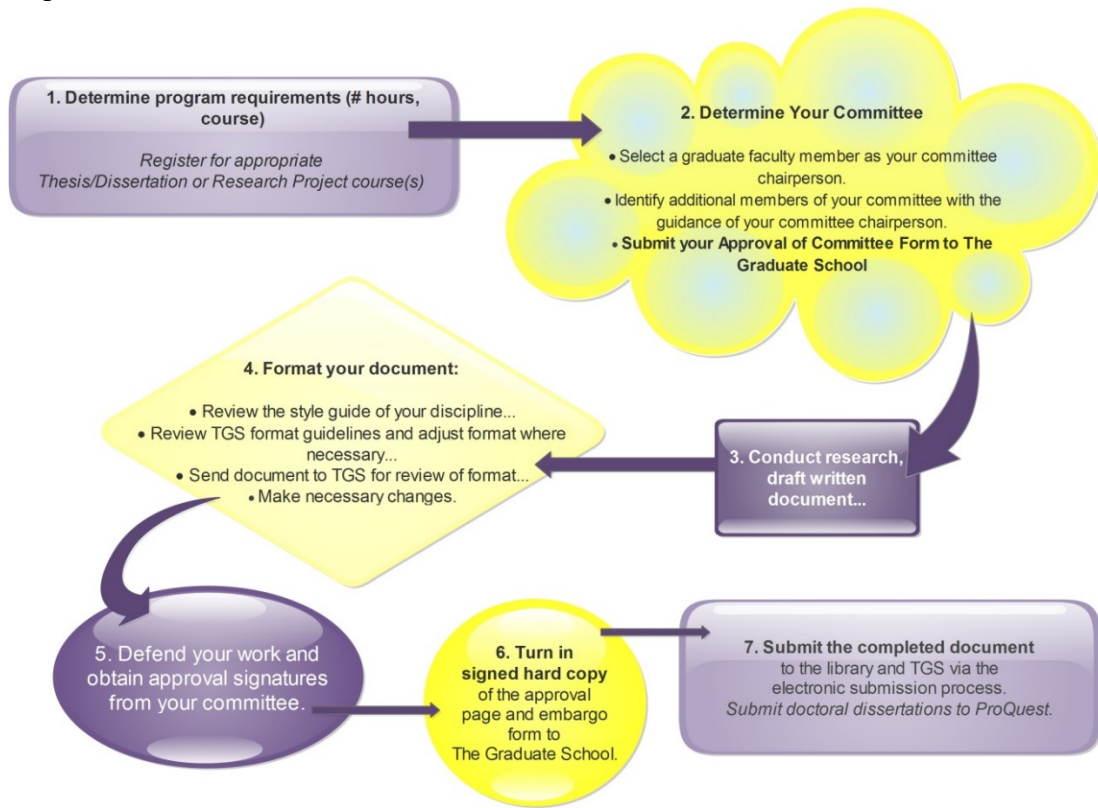 1. Determine program requirements (# hours,
course)
Register for appropriate
Thesis/Dissertation or Research Project course(s)
2. Determine Your Committee
• Select a graduate faculty member as your committee
chairperson.
• Identify additional members of your committee with the
guidance of your committee chairperson.
• Submit your Approval of Committee Form to The
Graduate School
3. Conduct research,
draft written
document...
4. Format your document:
• Review the style guide of your discipline...
• Review TGS format guidelines and adjust format where
necessary...
• Send document to TGS for review of format...
• Make necessary changes.
5. Defend your work and
obtain approval signatures
from your committee.
6. Turn in
signed hard copy
of the approval
page and embargo
form to
The Graduate School.
7. Submit the completed document
to the library and TGS via the
electronic submission process.
Submit doctoral dissertations to ProQuest.